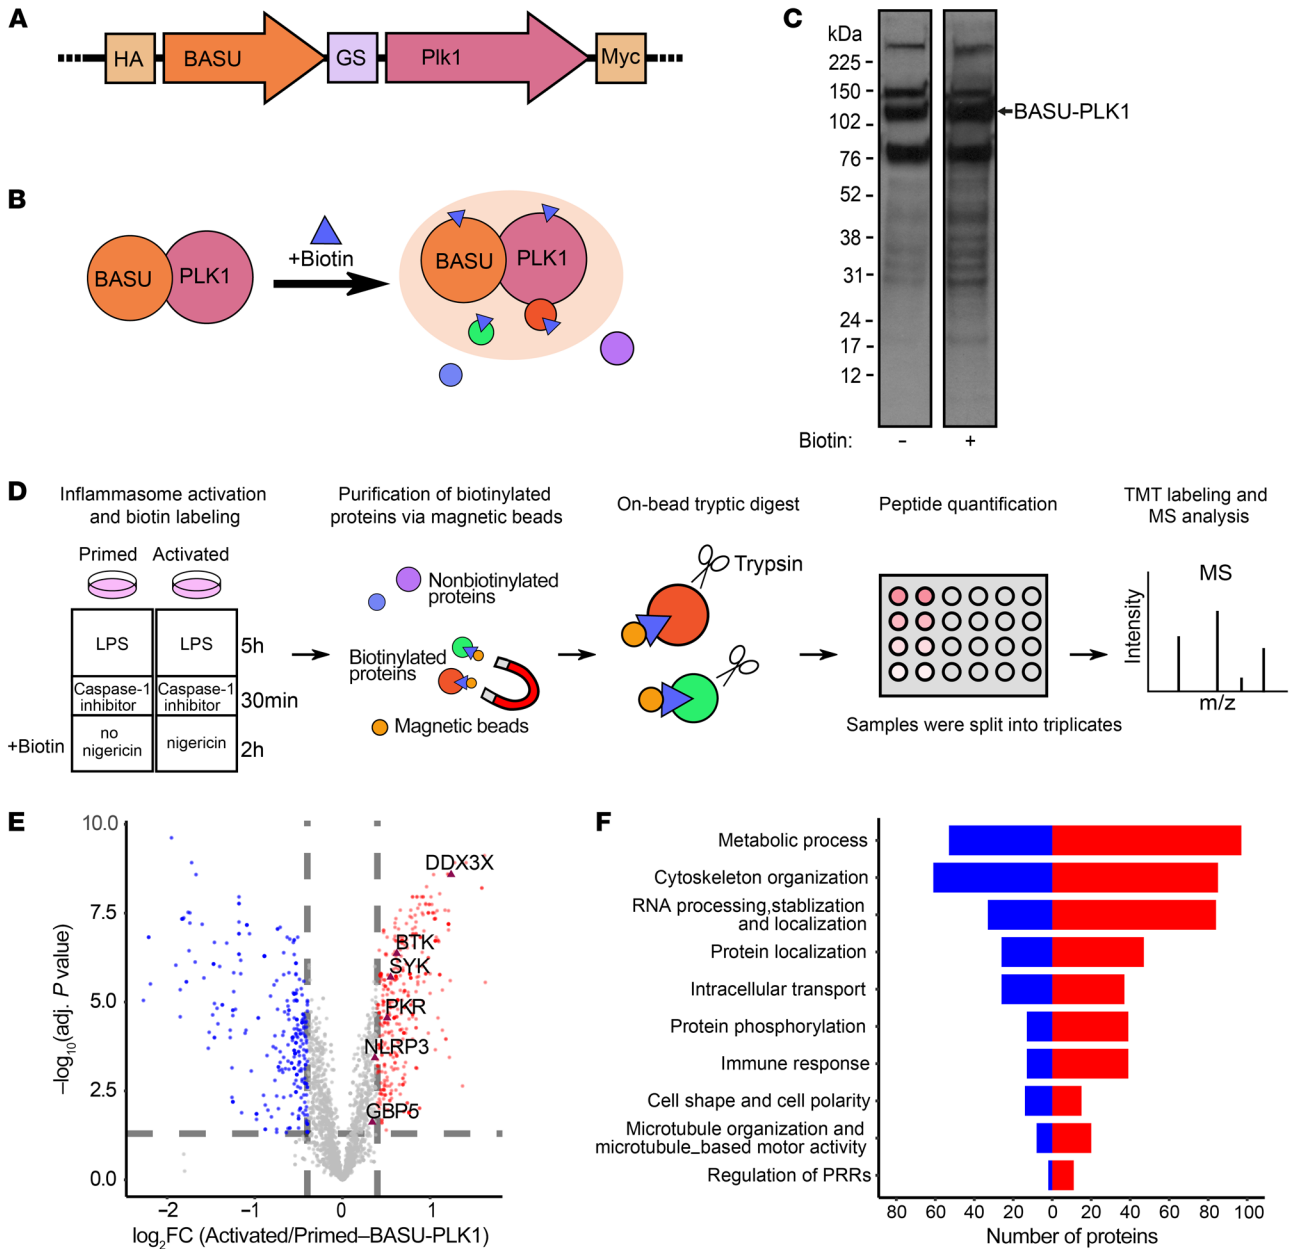 A
HA
BASU
GS
Plk1
Myc
B
BASU
PLK1
+Biotin
BASU
PLK1
C
kDa
225
150
102
76
52
38
31
24
17
12
BASU-PLK1
Biotin:
-
+
D
Inflammasome activation
and biotin labeling
Primed
Activated
LPS
LPS
5h
Caspase-1
inhibitor
Caspase-1
inhibitor
30min
+Biotin
no
nigericin
nigericin
2h
Purification of biotinylated
proteins via magnetic beads
Nonbiotinylated
proteins
Biotinylated
proteins
Magnetic beads
On-bead tryptic digest
Trypsin
Peptide quantification
Samples were split into triplicates
TMT labeling and
MS analysis
MS
Intensity
m/z
E
–log10(adj. P value)
10.0
7.5
5.0
2.5
0.0
DDX3X
BTK
SYK
PKR
NLRP3
GBP5
−2
−1
0
1
log2FC (Activated/Primed–BASU-PLK1)
F
Metabolic process
Cytoskeleton organization
RNA processing,stablization
and localization
Protein localization
Intracellular transport
Protein phosphorylation
Immune response
Cell shape and cell polarity
Microtubule organization and
microtubule_based motor activity
Regulation of PRRs
80 60 40 20 0 20 40 60 80 100
Number of proteins